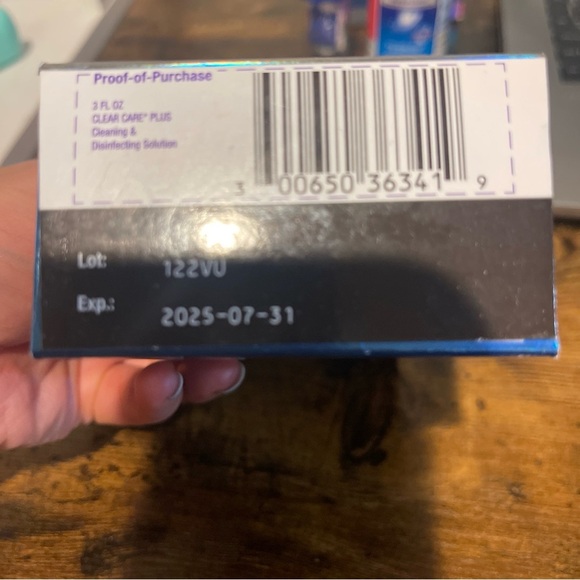 Proof-of-Purchase
3 FL OZ
CLEAR CARE® PLUS
Cleaning &
Disinfecting Solution
3 00650 36341 9
Lot: 122VU
Exp.: 2025-07-31